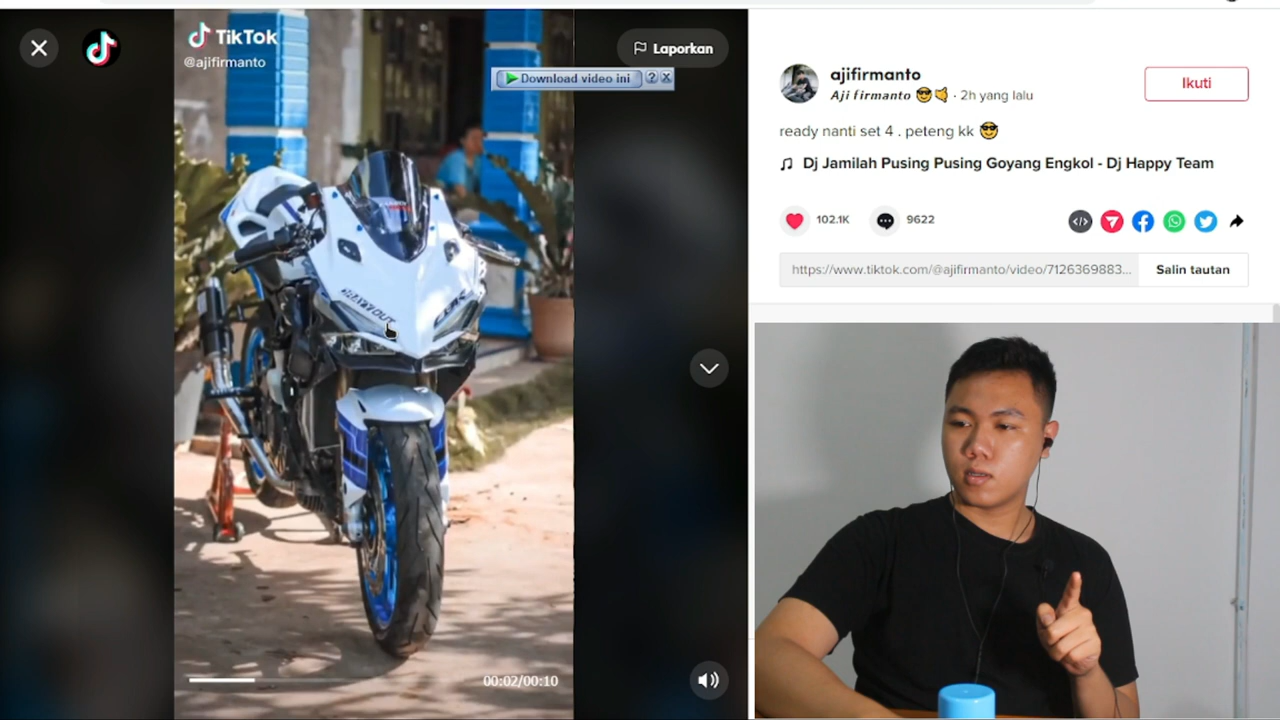 TikTok
@ajifirmanto
Laporkan
Download video ini
00:02/00:10
ajifirmanto
Aji firmanto 😎🤙 · 2h yang lalu
Ikuti
ready nanti set 4 . peteng kk 😎
Dj Jamilah Pusing Pusing Goyang Engkol - Dj Happy Team
102.1K
9622
https://www.tiktok.com/@ajifirmanto/video/7126369883...
Salin tautan